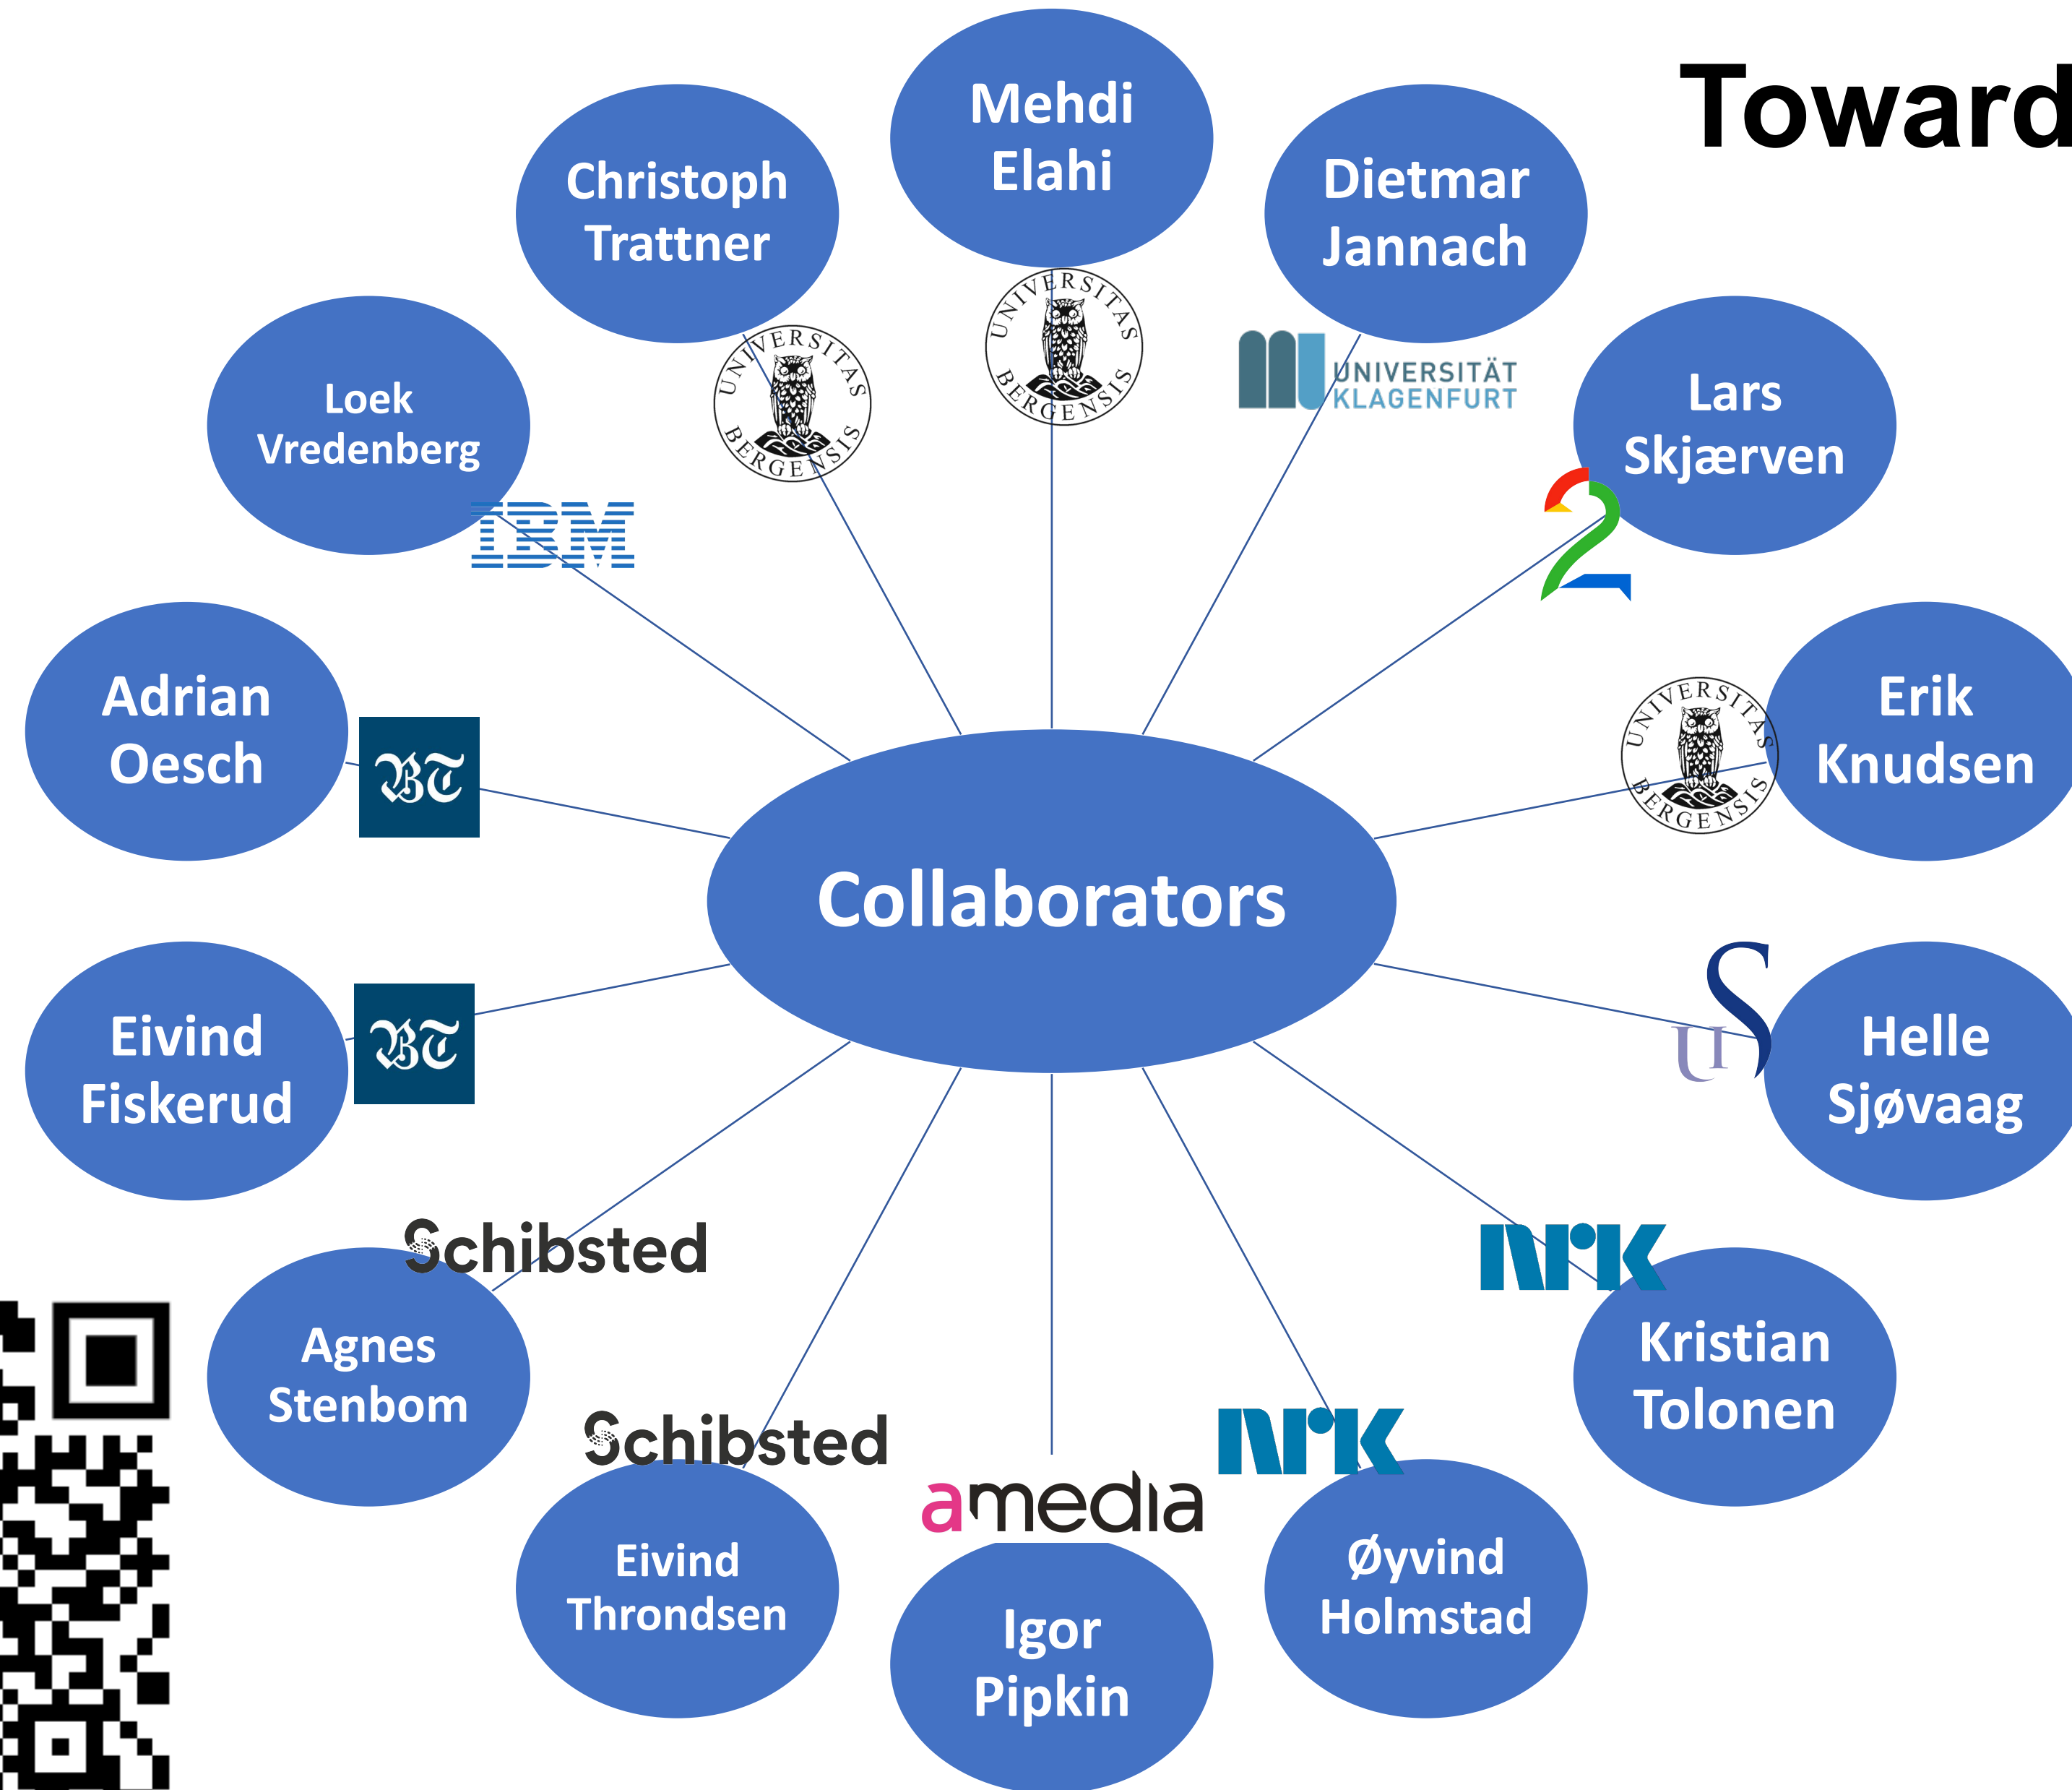 Toward
Mehdi
Elahi
Christoph
Trattner
Dietmar
Jannach
UNIVERSITAS
BERGENSIS
UNIVERSITAS
BERGENSIS
UNIVERSITÄT
KLAGENFURT
Loek
Vredenberg
IBM
Lars
Skjærven
2
Adrian
Oesch
BT
UNIVERSITAS
BERGENSIS
Erik
Knudsen
Collaborators
Eivind
Fiskerud
BT
uS
Helle
Sjøvaag
Schibsted
Agnes
Stenbom
nrk
Kristian
Tolonen
Schibsted
Eivind
Throndsen
amedia
Igor
Pipkin
nrk
Øyvind
Holmstad